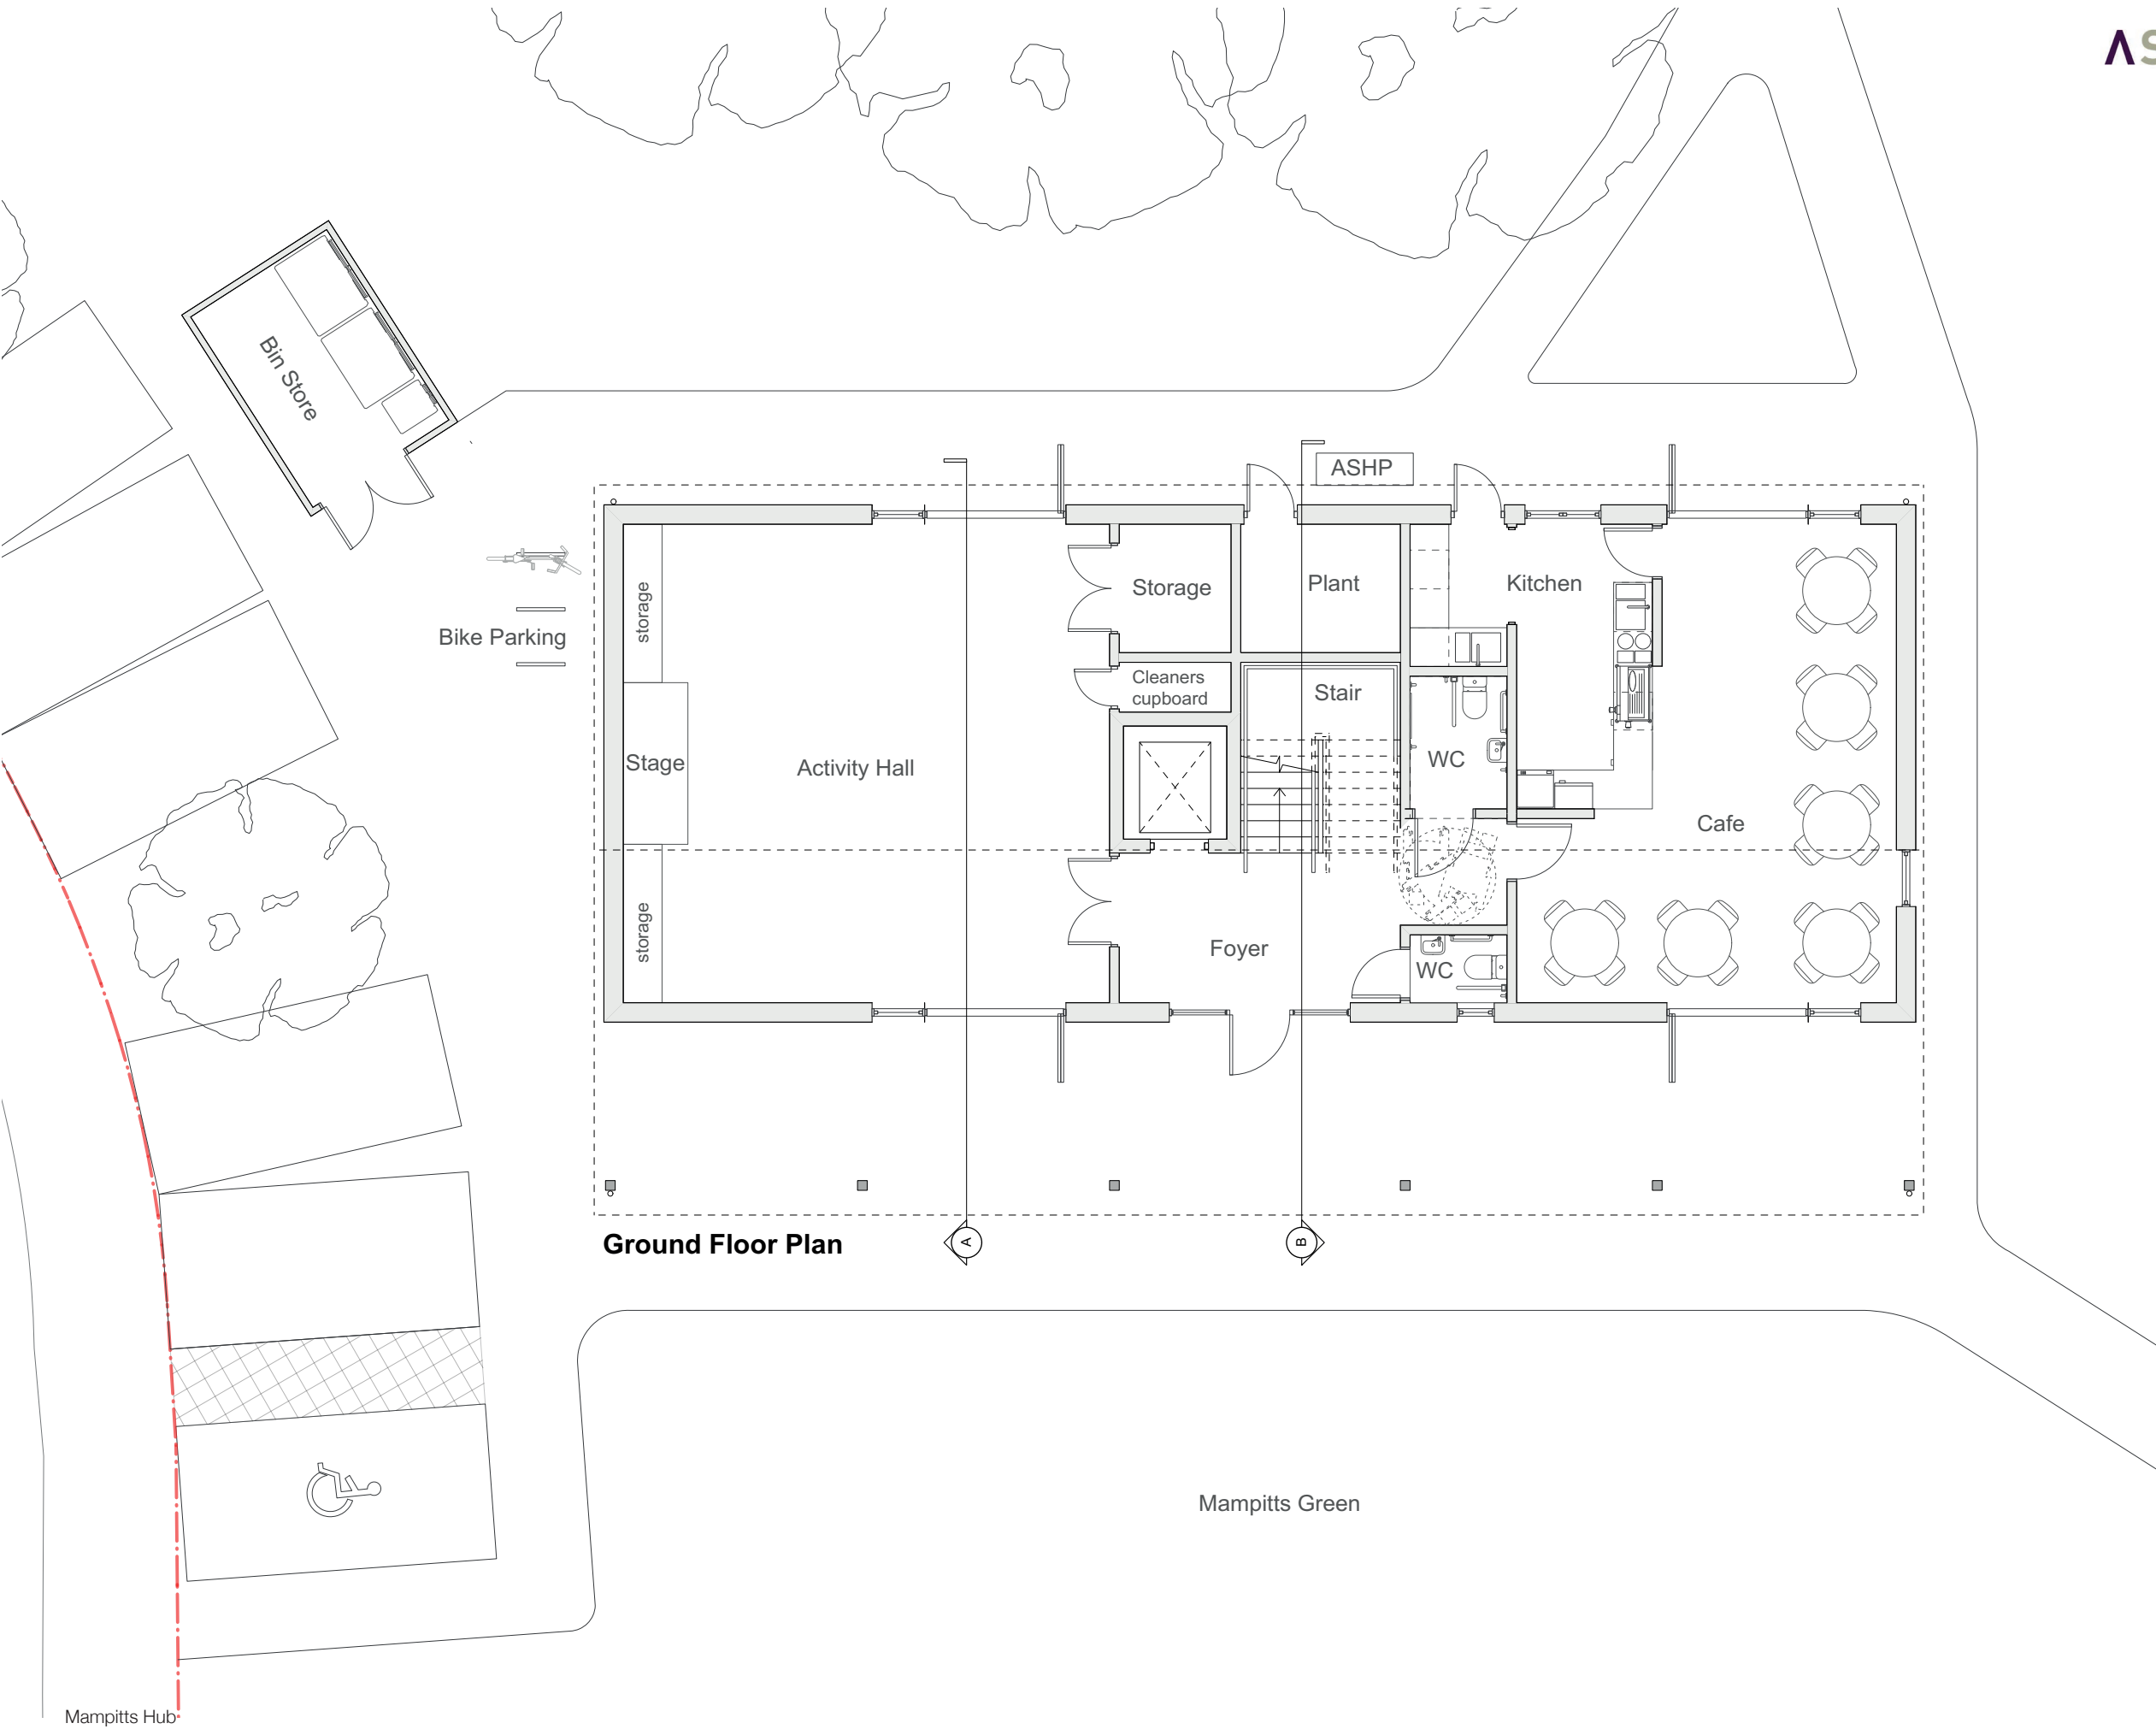 AS
Bin Store
ASHP
storage
Storage
Plant
Kitchen
Bike Parking
Cleaners
cupboard
Stair
Stage
Activity Hall
WC
Cafe
storage
Foyer
WC
Ground Floor Plan
A
B
Mampitts Green
Mampitts Hub